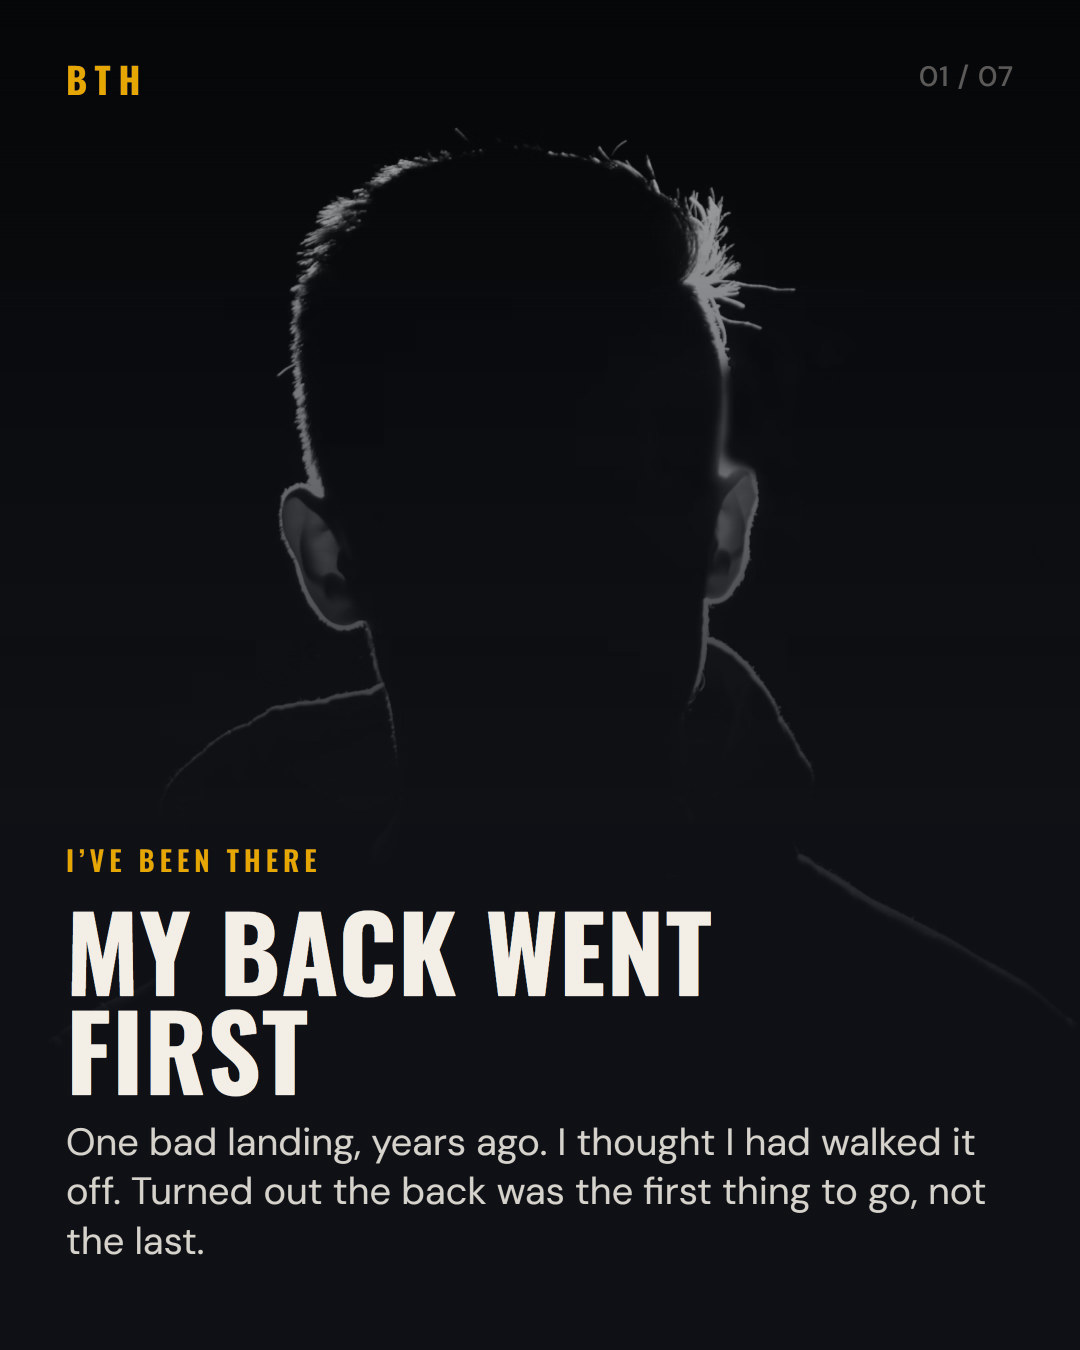 BTH
01 / 07
I’VE BEEN THERE
MY BACK WENT
FIRST
One bad landing, years ago. I thought I had walked it
off. Turned out the back was the first thing to go, not
the last.